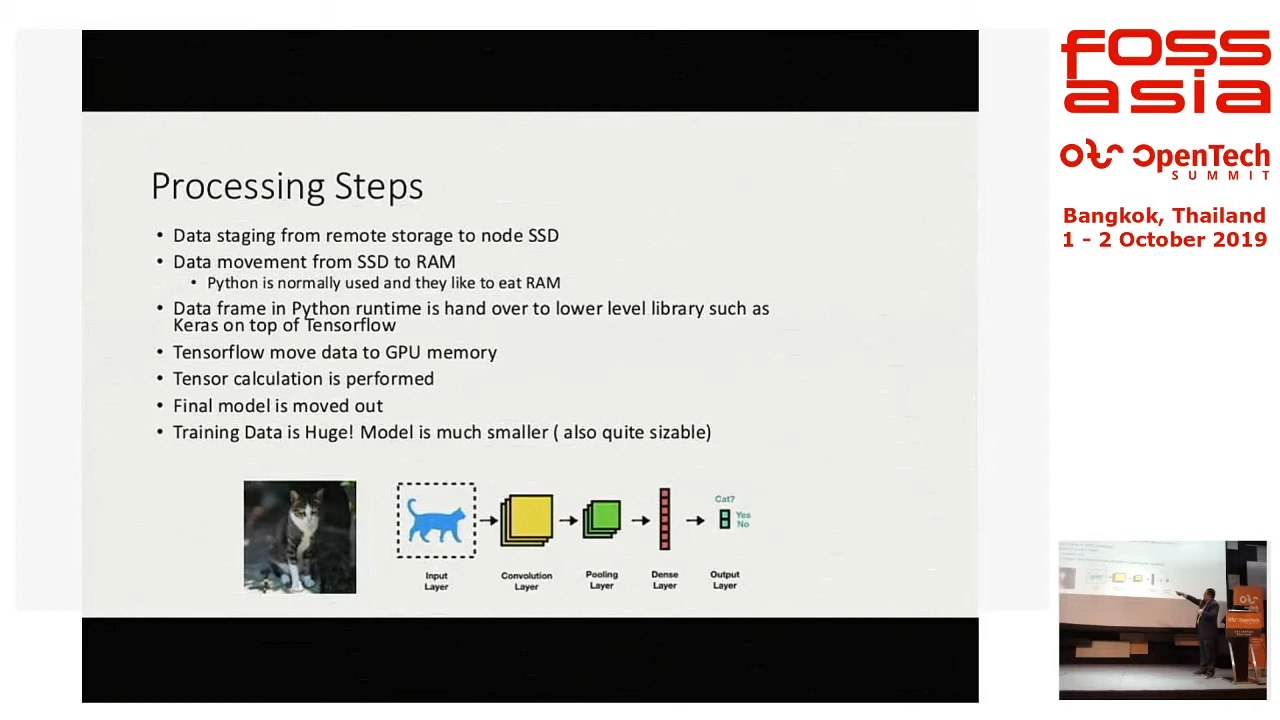 Processing Steps
• Data staging from remote storage to node SSD
• Data movement from SSD to RAM
• Python is normally used and they like to eat RAM
• Data frame in Python runtime is hand over to lower level library such as
Keras on top of Tensorflow
• Tensorflow move data to GPU memory
• Tensor calculation is performed
• Final model is moved out
• Training Data is Huge! Model is much smaller ( also quite sizable)
Cat?
Yes
No
Input
Layer
Convolution
Layer
Pooling
Layer
Dense
Layer
Output
Layer
fOSS
asia
OpenTech
SUMMIT
Bangkok, Thailand
1 - 2 October 2019
OpenTech